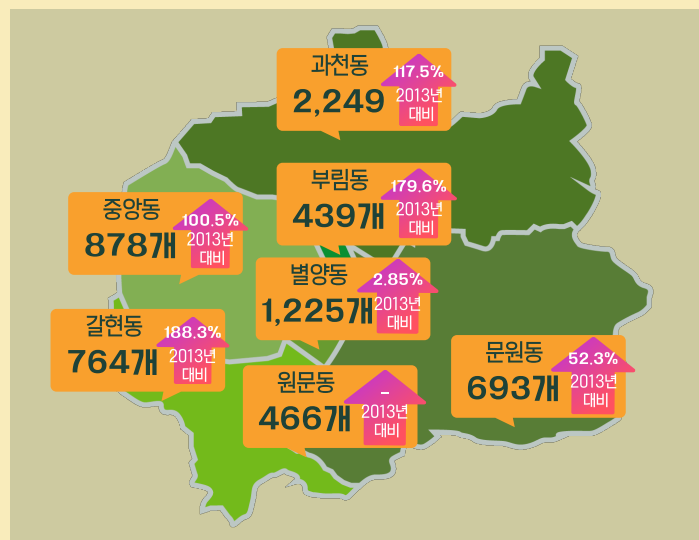 과천동
2,249
117.5%
2013년
대비
부림동
439개
179.6%
2013년
대비
중앙동
878개
100.5%
2013년
대비
별양동
1,225개
2.85%
2013년
대비
갈현동
764개
188.3%
2013년
대비
문원동
693개
52.3%
2013년
대비
원문동
466개
-
2013년
대비